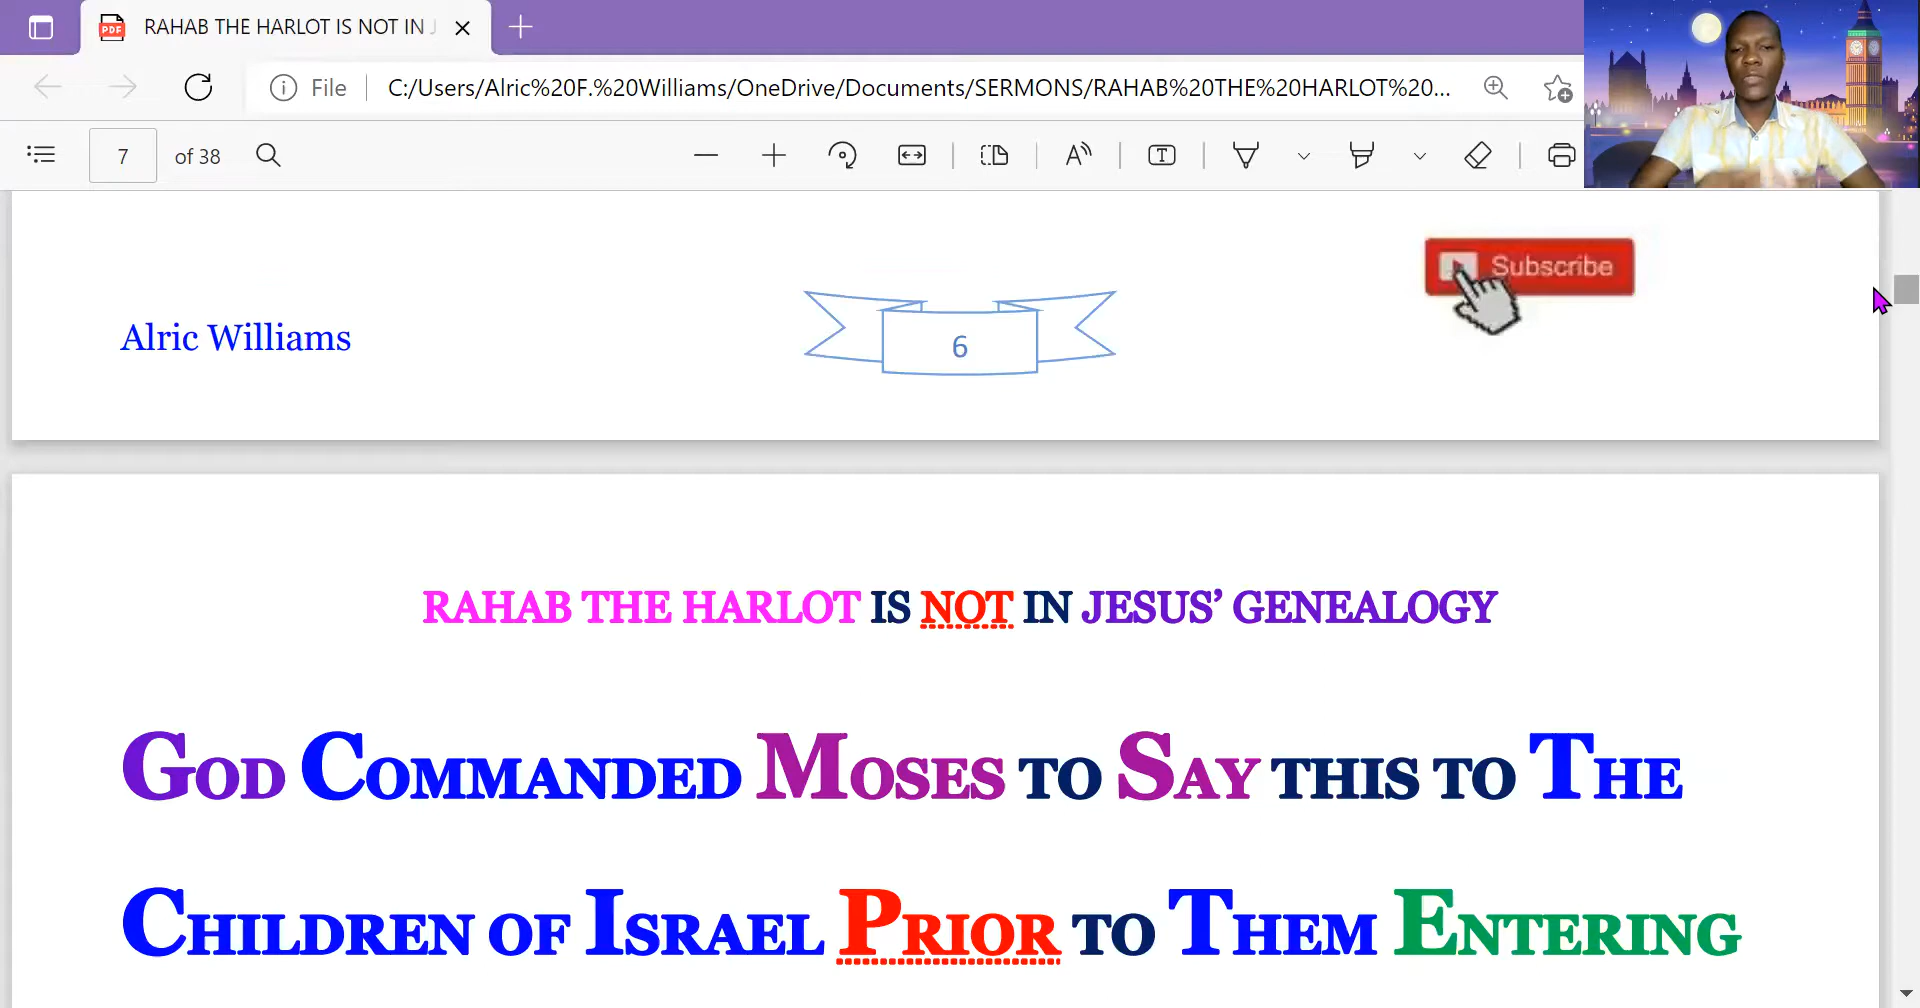 RAHAB THE HARLOT IS NOT IN J
File
C:/Users/Alric%20F.%20Williams/OneDrive/Documents/SERMONS/RAHAB%20THE%20HARLOT%20...
7 of 38
Subscribe
Alric Williams
6
RAHAB THE HARLOT IS NOT IN JESUS’ GENEALOGY
GOD COMMANDED MOSES TO SAY THIS TO THE
CHILDREN OF ISRAEL PRIOR TO THEM ENTERING